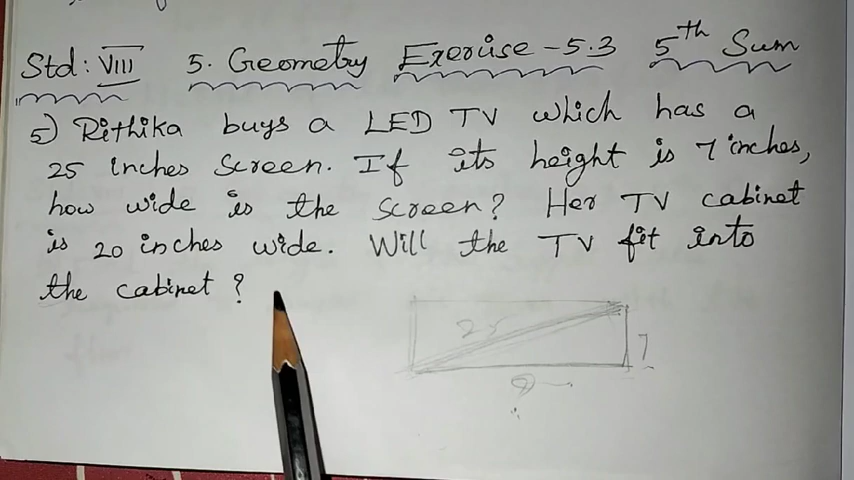 Std: VIII 5. Geometry Exercise - 5.3 5th Sum
5) Rithika buys a LED TV which has a
25 inches screen. If its height is 7 inches,
how wide is the screen? Her TV cabinet
is 20 inches wide. Will the TV fit into
the cabinet?
25
7
?